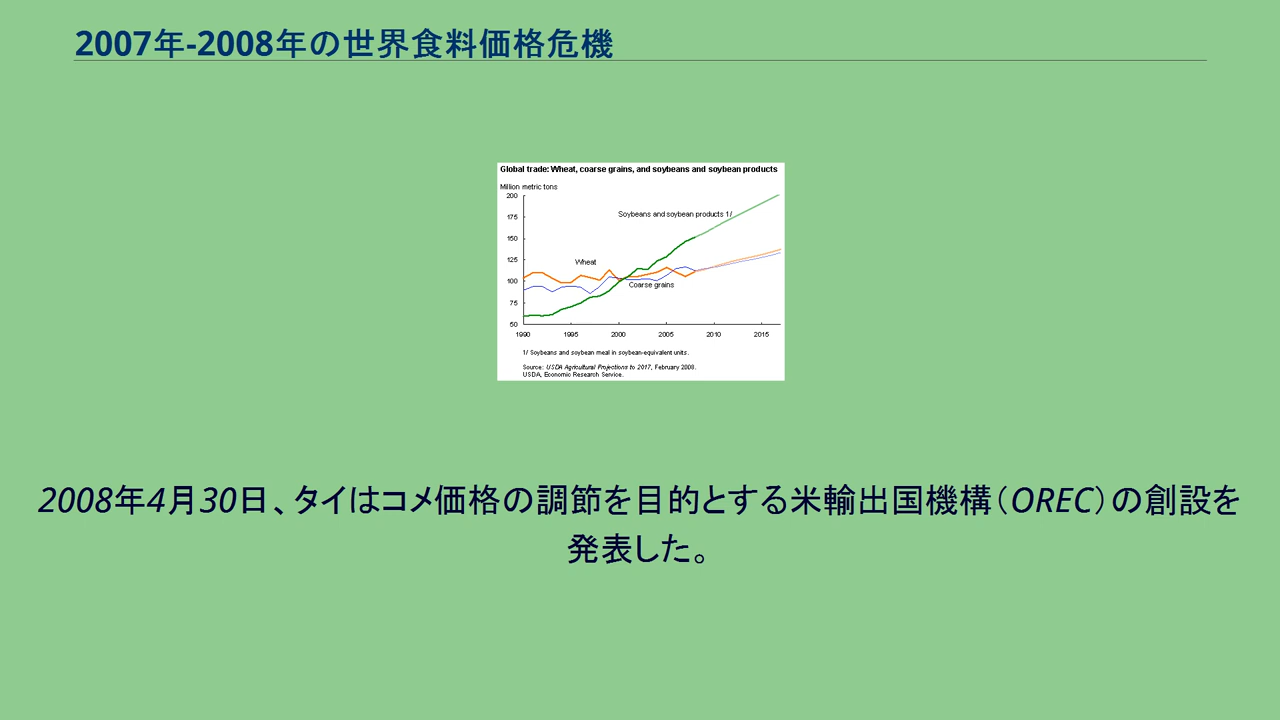 2007年-2008年の世界食料価格危機
Global trade: Wheat, coarse grains, and soybeans and soybean products
Million metric tons
200
175
150
125
100
75
50
Soybeans and soybean products 1/
Wheat
Coarse grains
1990 1995 2000 2005 2010 2015
1/ Soybeans and soybean meal in soybean-equivalent units.
Source: USDA Agricultural Projections to 2017, February 2008.
USDA, Economic Research Service.
2008年4月30日、タイはコメ価格の調節を目的とする米輸出国機構（OREC）の創設を
発表した。